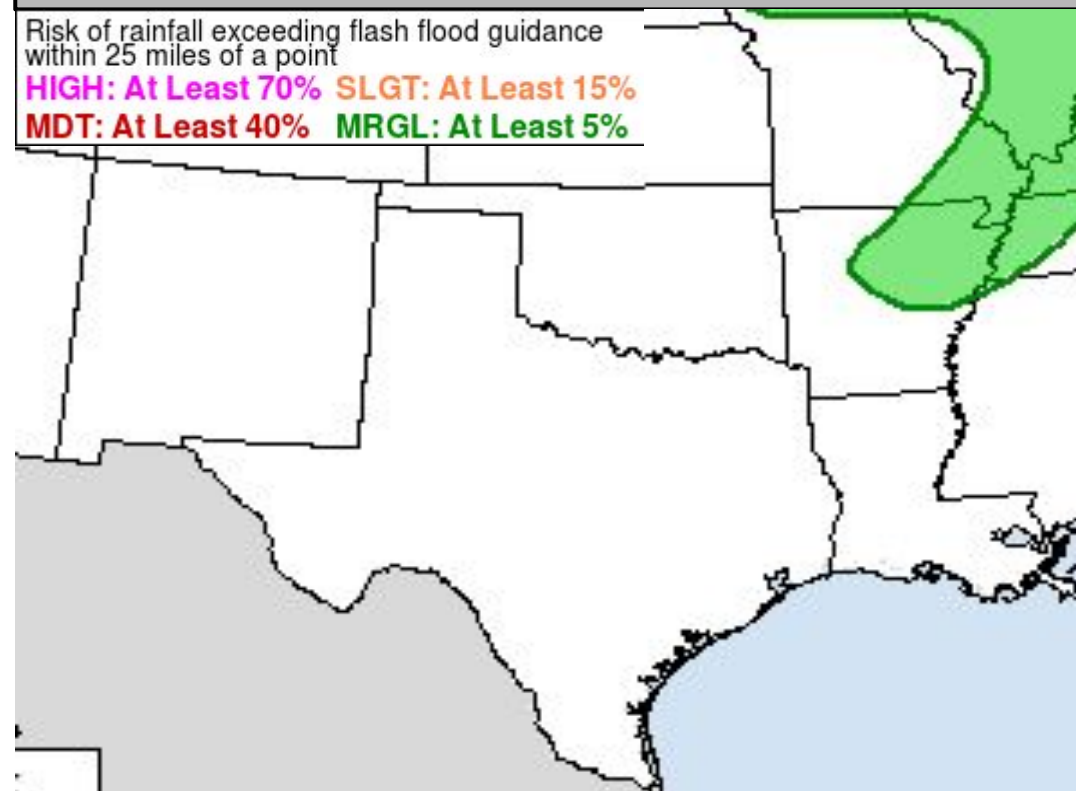 Risk of rainfall exceeding flash flood guidance
within 25 miles of a point
HIGH: At Least 70% SLGT: At Least 15%
MDT: At Least 40% MRGL: At Least 5%